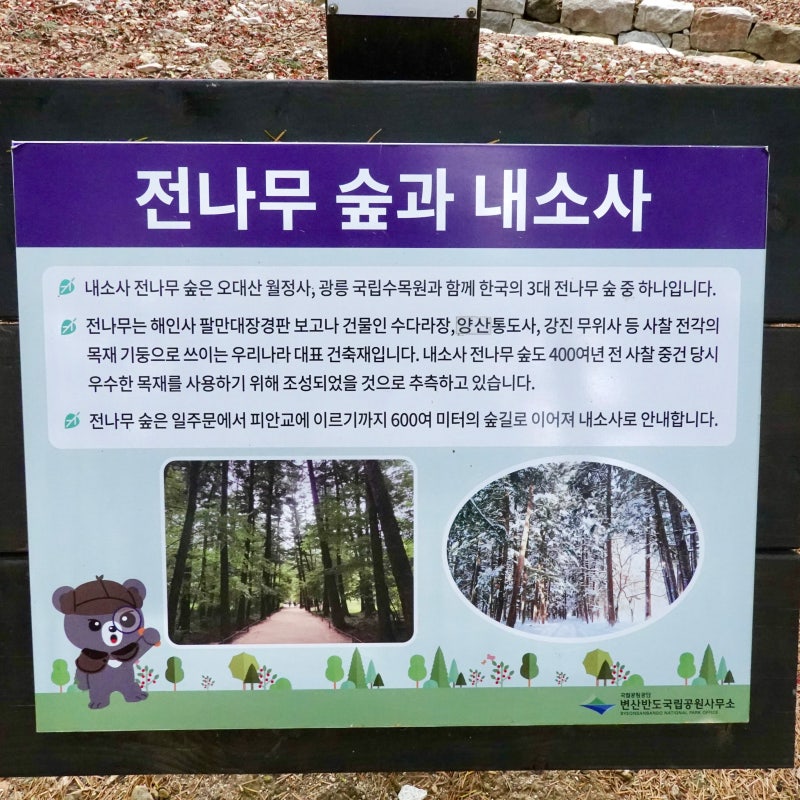 전나무 숲과 내소사
내소사 전나무 숲은 오대산 월정사, 광릉 국립수목원과 함께 한국의 3대 전나무 숲 중 하나입니다.
전나무는 해인사 팔만대장경판 보고나 건물인 수다라장, 양산통도사, 강진 무위사 등 사찰 전각의
목재 기둥으로 쓰이는 우리나라 대표 건축재입니다. 내소사 전나무 숲도 400여년 전 사찰 중건 당시
우수한 목재를 사용하기 위해 조성되었을 것으로 추측하고 있습니다.
전나무 숲은 일주문에서 피안교에 이르기까지 600여 미터의 숲길로 이어져 내소사로 안내합니다.
국립공원공단
변산반도국립공원사무소
BYEONSANBANDO NATIONAL PARK OFFICE